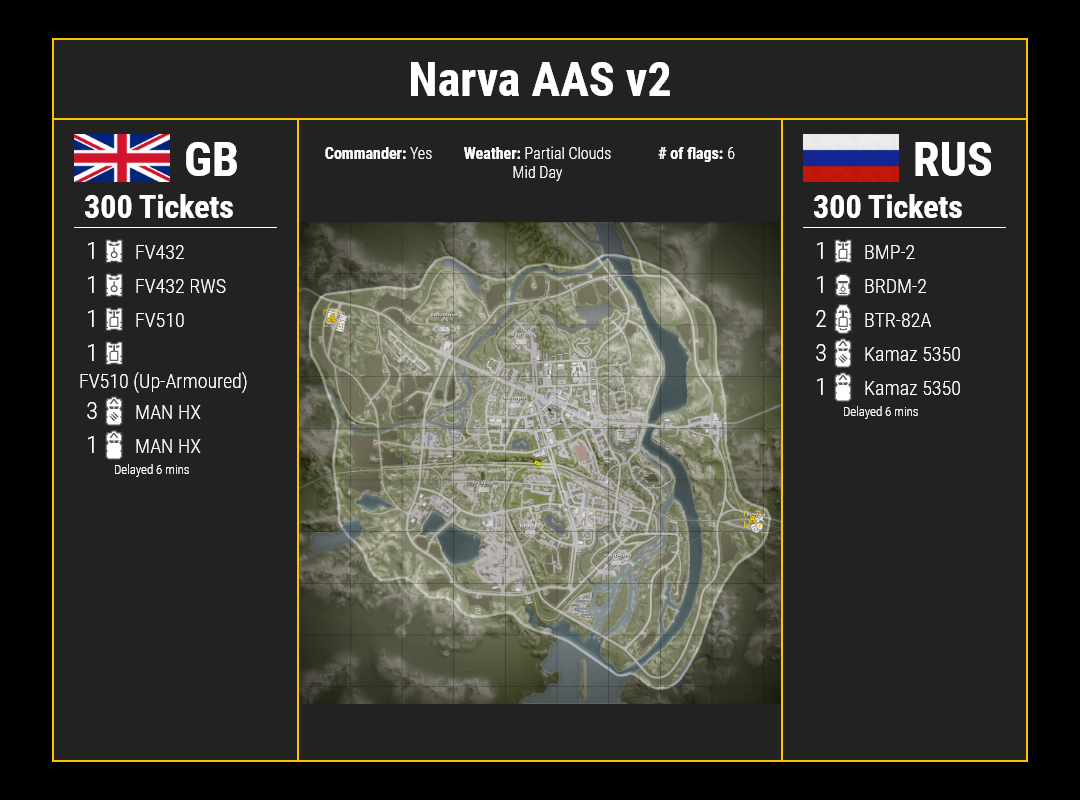 Narva AAS v2
GB
300 Tickets
1 FV432
1 FV432 RWS
1 FV510
1
FV510 (Up-Armoured)
3 MAN HX
1 MAN HX
Delayed 6 mins
Commander: Yes
Weather: Partial Clouds
Mid Day
# of flags: 6
RUS
300 Tickets
1 BMP-2
1 BRDM-2
2 BTR-82A
3 Kamaz 5350
1 Kamaz 5350
Delayed 6 mins